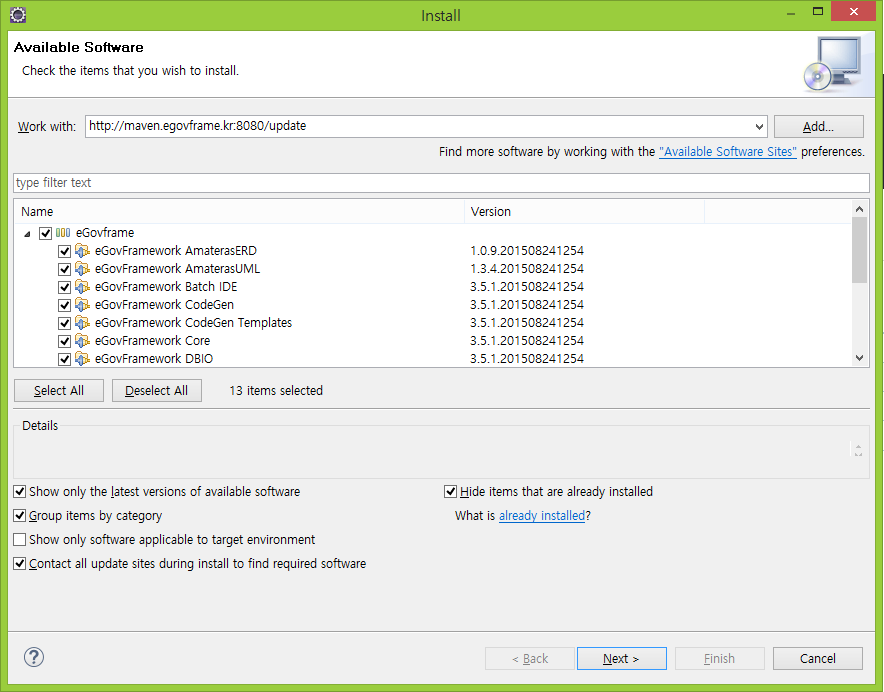 Install
Available Software
Check the items that you wish to install.
Work with: http://maven.egovframe.kr:8080/update Add...
Find more software by working with the "Available Software Sites" preferences.
type filter text
Name Version
eGovframe
eGovFramework AmaterasERD 1.0.9.201508241254
eGovFramework AmaterasUML 1.3.4.201508241254
eGovFramework Batch IDE 3.5.1.201508241254
eGovFramework CodeGen 3.5.1.201508241254
eGovFramework CodeGen Templates 3.5.1.201508241254
eGovFramework Core 3.5.1.201508241254
eGovFramework DBIO 3.5.1.201508241254
Select All Deselect All 13 items selected
Details
Show only the latest versions of available software Hide items that are already installed
Group items by category What is already installed?
Show only software applicable to target environment
Contact all update sites during install to find required software
? < Back Next > Finish Cancel